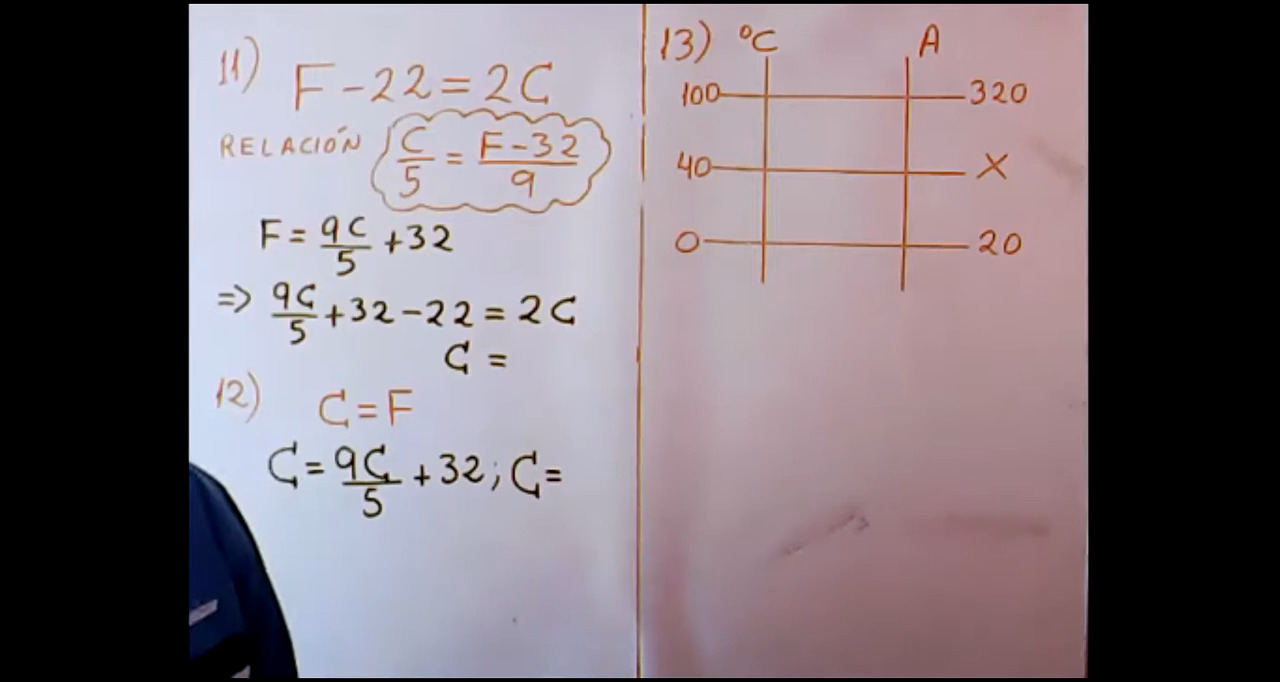 11) F-22=2C
RELACIÓN C/5 = F-32/9
F= 9C/5 +32
=> 9C/5 +32-22=2C
C =
12) C=F
C= 9C/5 +32; C=
13) °C A
100 320
40 X
0 20